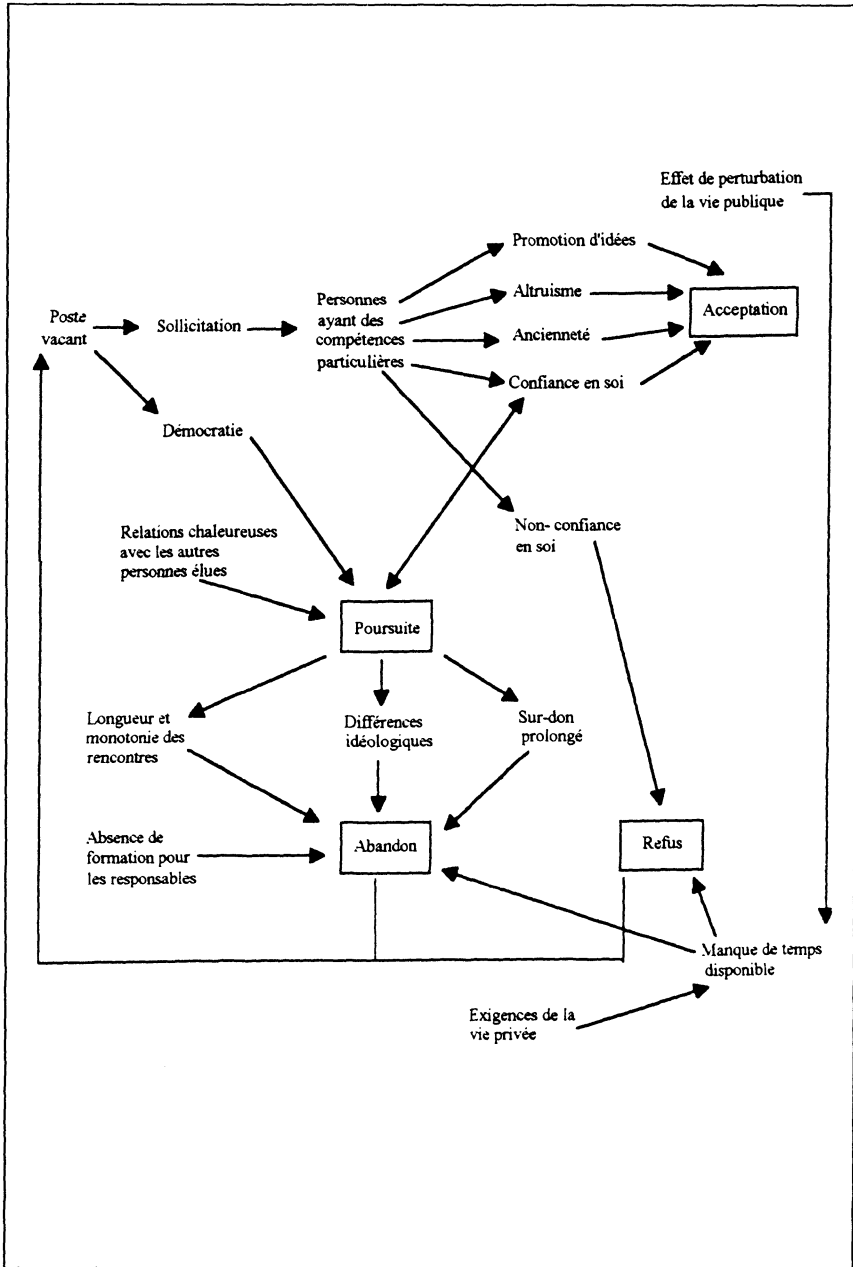 Effet de perturbation
de la vie publique
Promotion d'idées
Altruisme
Ancienneté
Confiance en soi
Acceptation
Personnes
ayant des
compétences
particulières
Sollicitation
Poste
vacant
Démocratie
Relations chaleureuses
avec les autres
personnes élues
Non- confiance
en soi
Poursuite
Longueur et
monotonie des
rencontres
Différences
idéologiques
Sur-don
prolongé
Absence de
formation pour
les responsables
Abandon
Refus
Manque de temps
disponible
Exigences de la
vie privée